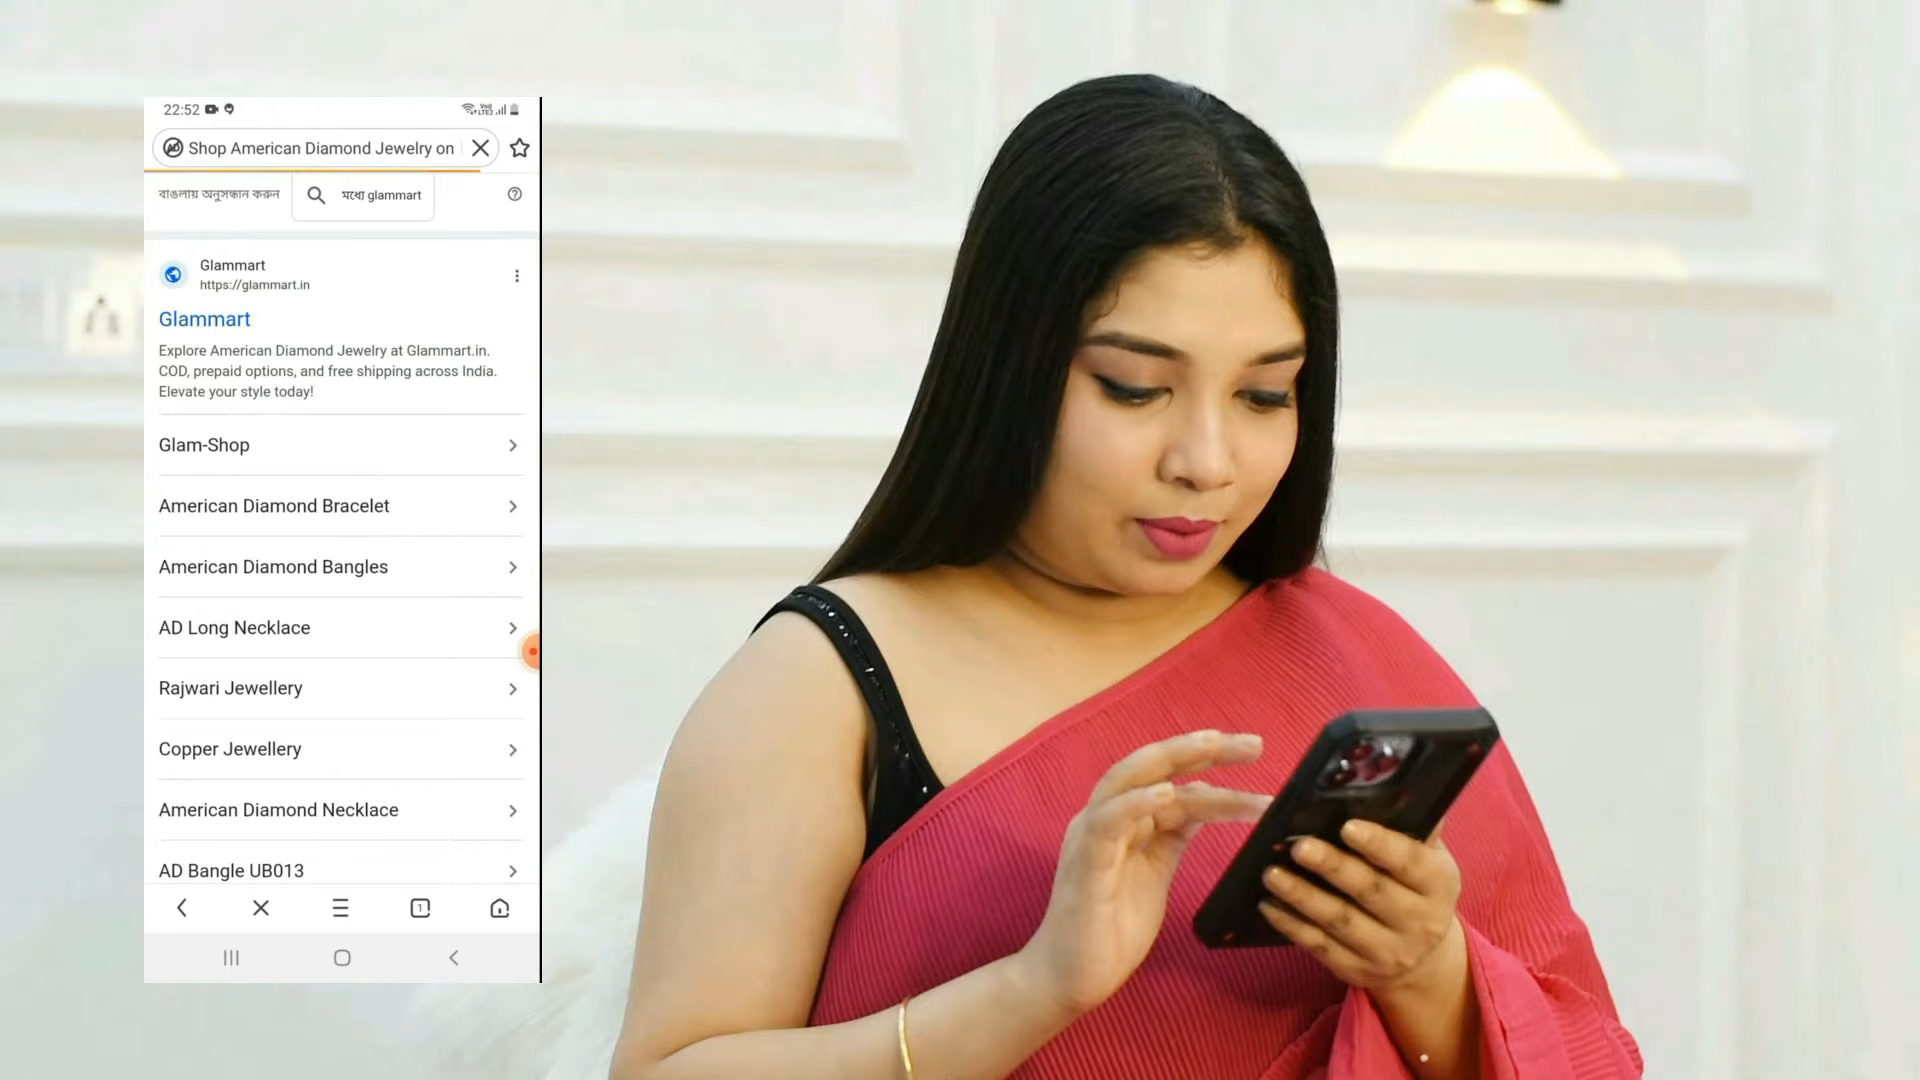 22:52
Shop American Diamond Jewelry on
বাঙলায় অনুসন্ধান করুন
মধ্যে glammart
Glammart
https://glammart.in
Glammart
Explore American Diamond Jewelry at Glammart.in.
COD, prepaid options, and free shipping across India.
Elevate your style today!
Glam-Shop
American Diamond Bracelet
American Diamond Bangles
AD Long Necklace
Rajwari Jewellery
Copper Jewellery
American Diamond Necklace
AD Bangle UB013
1